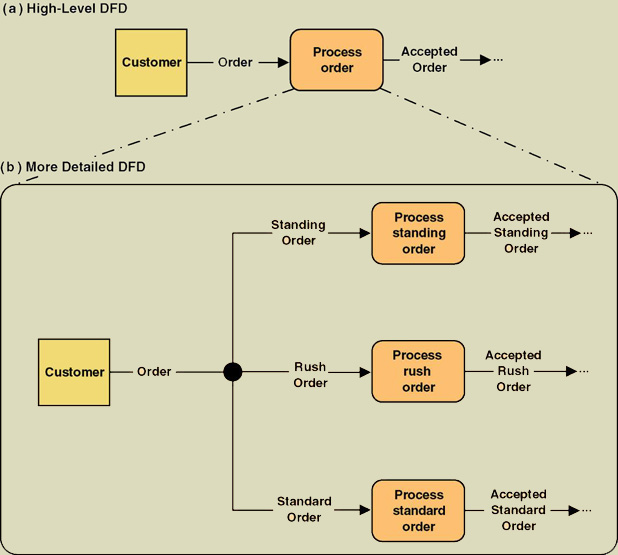 (a) High-Level DFD
Customer
Order
Process
order
Accepted
Order
...
(b) More Detailed DFD
Standing
Order
Process
standing
order
Accepted
Standing
Order
...
Customer
Order
Rush
Order
Process
rush
order
Accepted
Rush
Order
...
Standard
Order
Process
standard
order
Accepted
Standard
Order
...